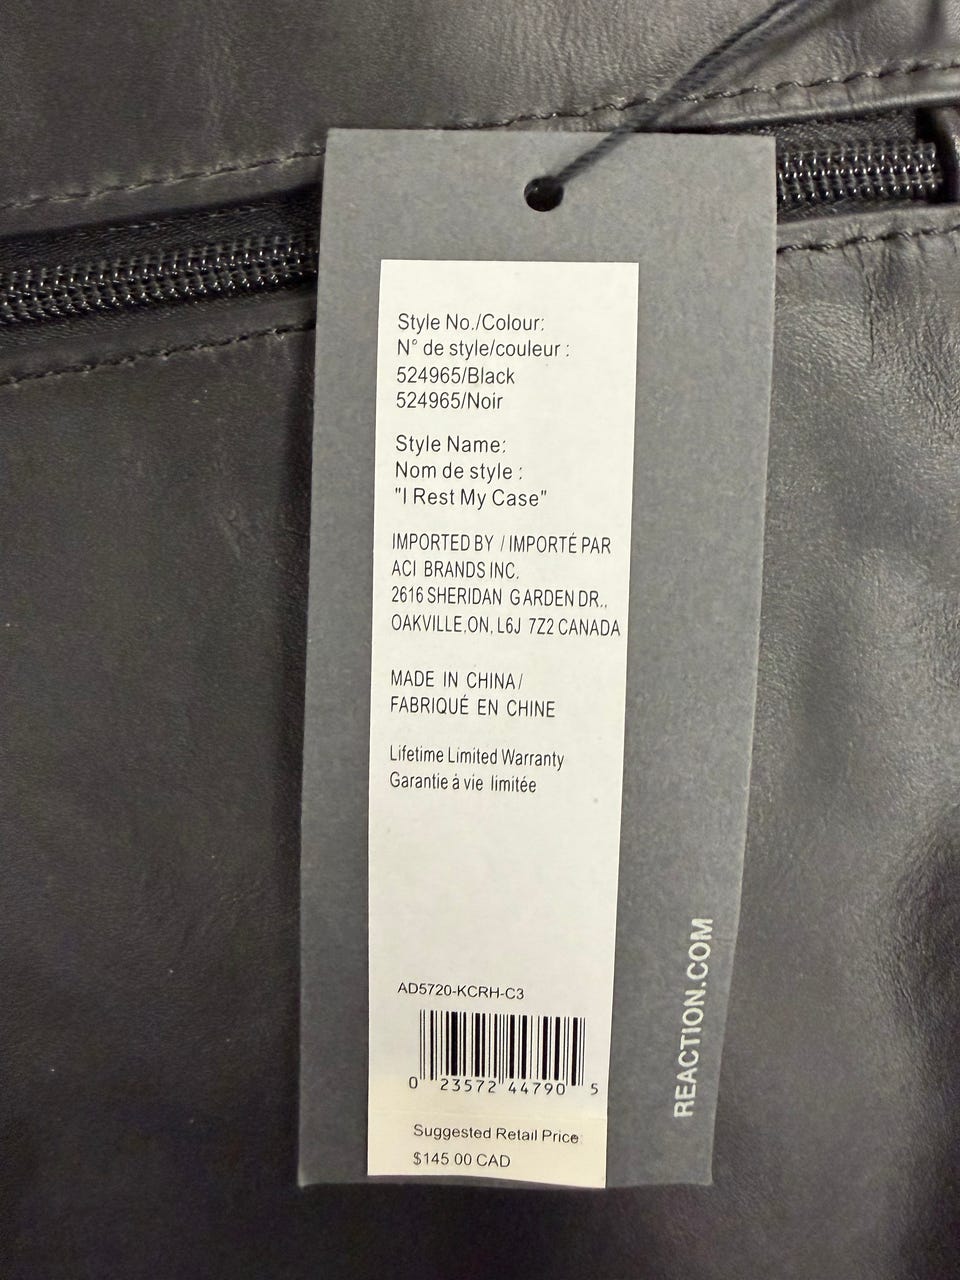 Style No./Colour:
N° de style/couleur :
524965/Black
524965/Noir
Style Name:
Nom de style :
"I Rest My Case"
IMPORTED BY / IMPORTÉ PAR
ACI BRANDS INC.
2616 SHERIDAN GARDEN DR.,
OAKVILLE,ON, L6J 7Z2 CANADA
MADE IN CHINA/
FABRIQUÉ EN CHINE
Lifetime Limited Warranty
Garantie à vie limitée
AD5720-KCRH-C3
0 23572 44790 5
Suggested Retail Price
$145.00 CAD
REACTION.COM